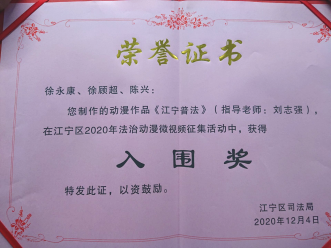 荣誉证书
徐永康、徐顾超、陈兴：
您制作的动漫作品《江宁普法》（指导老师：刘志强），
在江宁区2020年法治动漫微视频征集活动中，获得
入围奖
特发此证，以资鼓励。
江宁区司法局
2020年12月4日